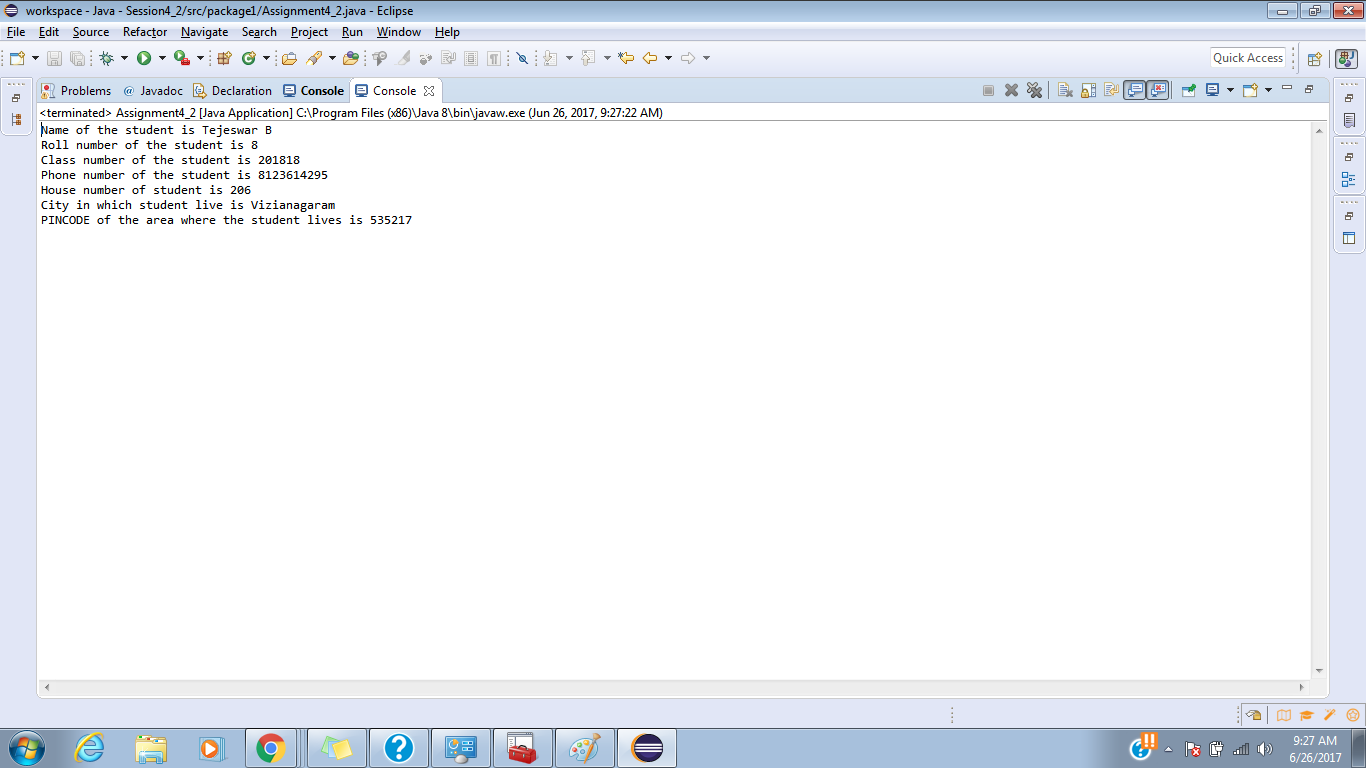 workspace - Java - Session4_2/src/package1/Assignment4_2.java - Eclipse
File Edit Source Refactor Navigate Search Project Run Window Help
Quick Access
Problems @ Javadoc Declaration Console Console
<terminated> Assignment4_2 [Java Application] C:\Program Files (x86)\Java 8\bin\javaw.exe (Jun 26, 2017, 9:27:22 AM)
Name of the student is Tejeswar B
Roll number of the student is 8
Class number of the student is 201818
Phone number of the student is 8123614295
House number of student is 206
City in which student live is Vizianagaram
PINCODE of the area where the student lives is 535217
9:27 AM
6/26/2017